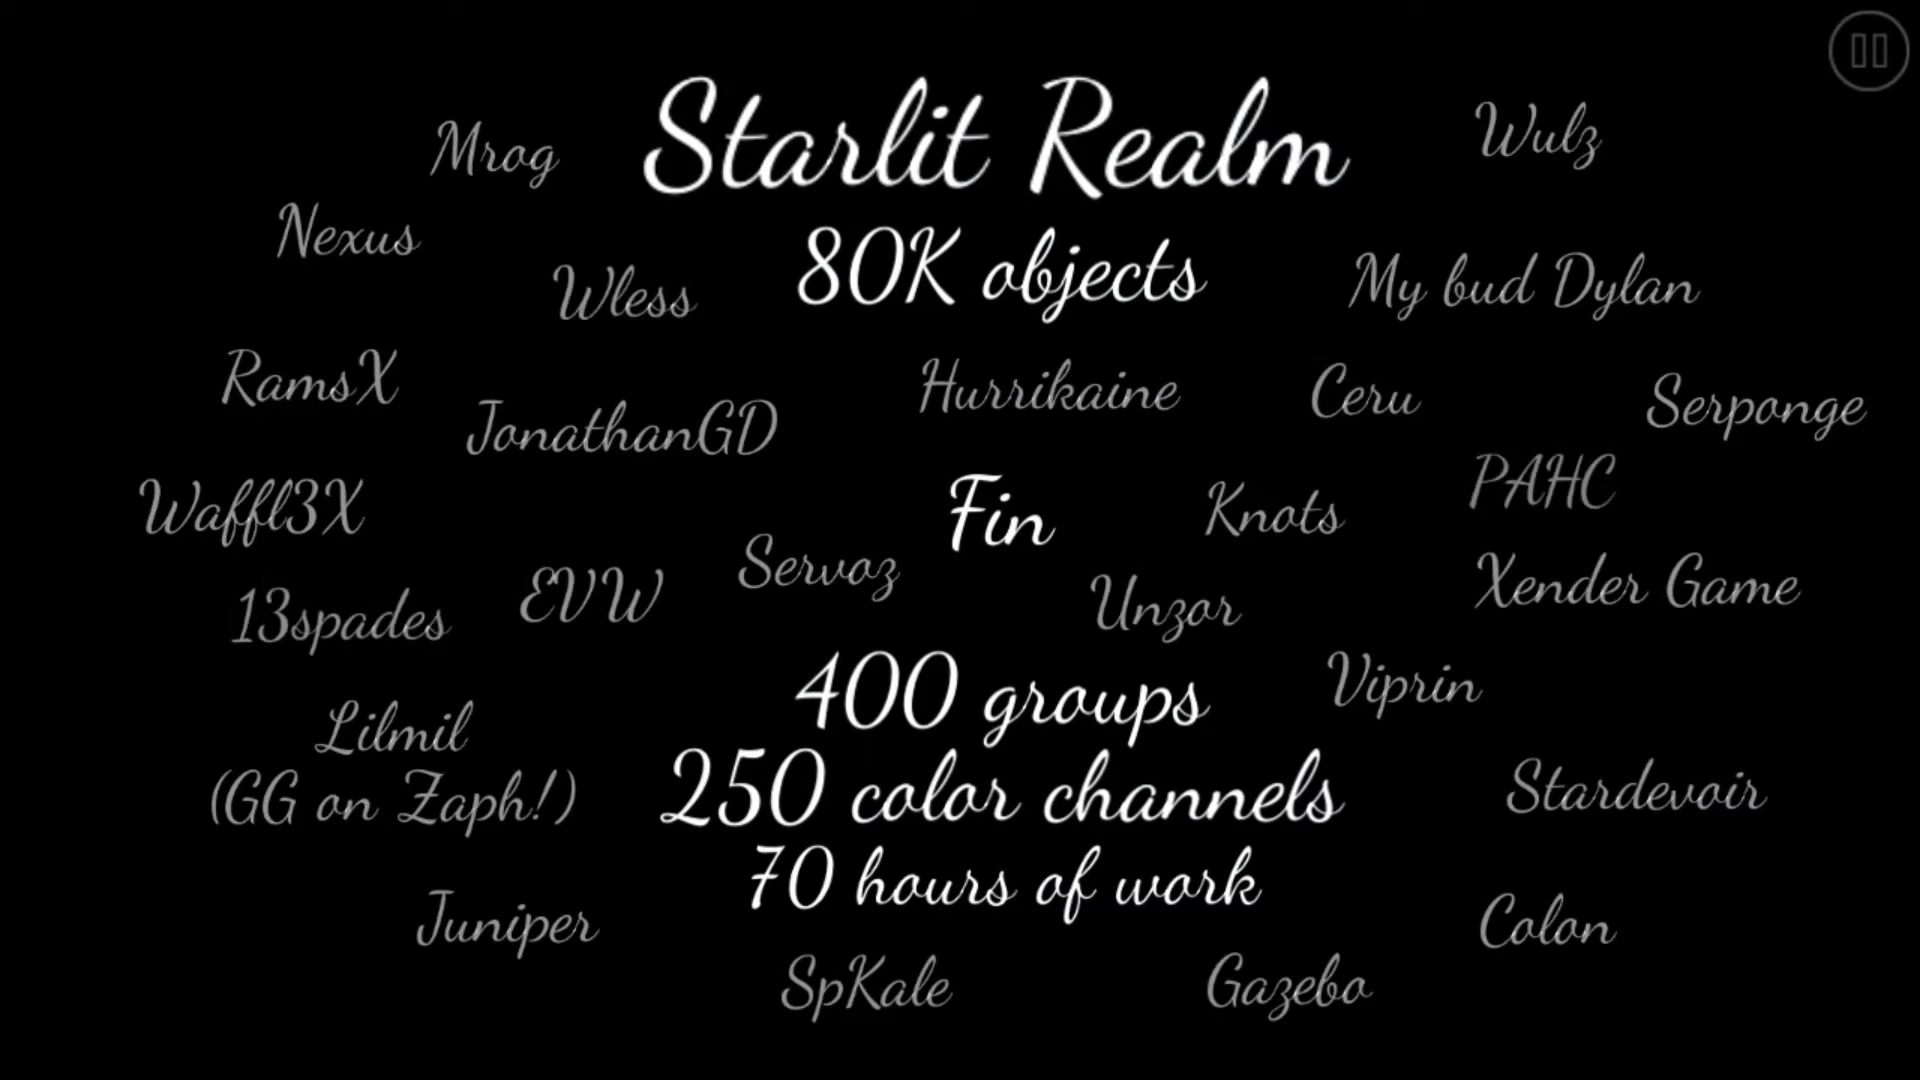 Starlit Realm
Mrog
Wulz
Nexus
Wless
80K objects
My bud Dylan
RamsX
JonathanGD
Hurrikaine
Ceru
Serponge
Waffl3X
Fin
Knots
PAHC
13spades
EVW
Servoz
Unzor
Xender Game
400 groups
Viprin
Lilmil
(GG on Zaph!)
250 color channels
Stardevoir
70 hours of work
Juniper
Colon
SpKale
Gazebo